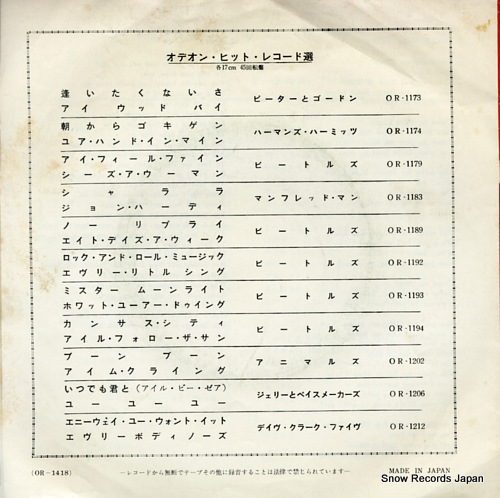 オデオン・ヒット・レコード選
各17cm 45回転盤
逢いたくないさ
アイ ウッド バイ
ピーターとゴードン OR-1173
朝からゴキゲン
ユア・ハンド・イン・マイン
ハーマンズ・ハーミッツ OR-1174
アイ・フィール・ファイン
シーズ・ア・ウーマン
ビートルズ OR-1179
シャララ
ジョン・ハーディ
マンフレッド・マン OR-1183
ノーリプライ
エイト・デイズ・ア・ウィーク
ビートルズ OR-1189
ロック・アンド・ロール・ミュージック
エヴリー・リトルシング
ビートルズ OR-1192
ミスタームーンライト
ホワット・ユーアー・ドゥイング
ビートルズ OR-1193
カンサス・シティ
アイル・フォロー・ザ・サン
ビートルズ OR-1194
ブーンブーン
アイム・クライング
アニマルズ OR-1202
いつでも君と(アイル・ビー・ゼア)
ユーユーユー
ジェリーとペイスメーカーズ OR-1206
エニーウェイ・ユー・ウォント・イット
エヴリーボディノーズ
デイヴ・クラーク・ファイヴ OR-1212
(OR-1418)
―レコードから無断でテープその他に録音することは法律で禁じられています―
MADE IN JAPAN
Snow Records Japan